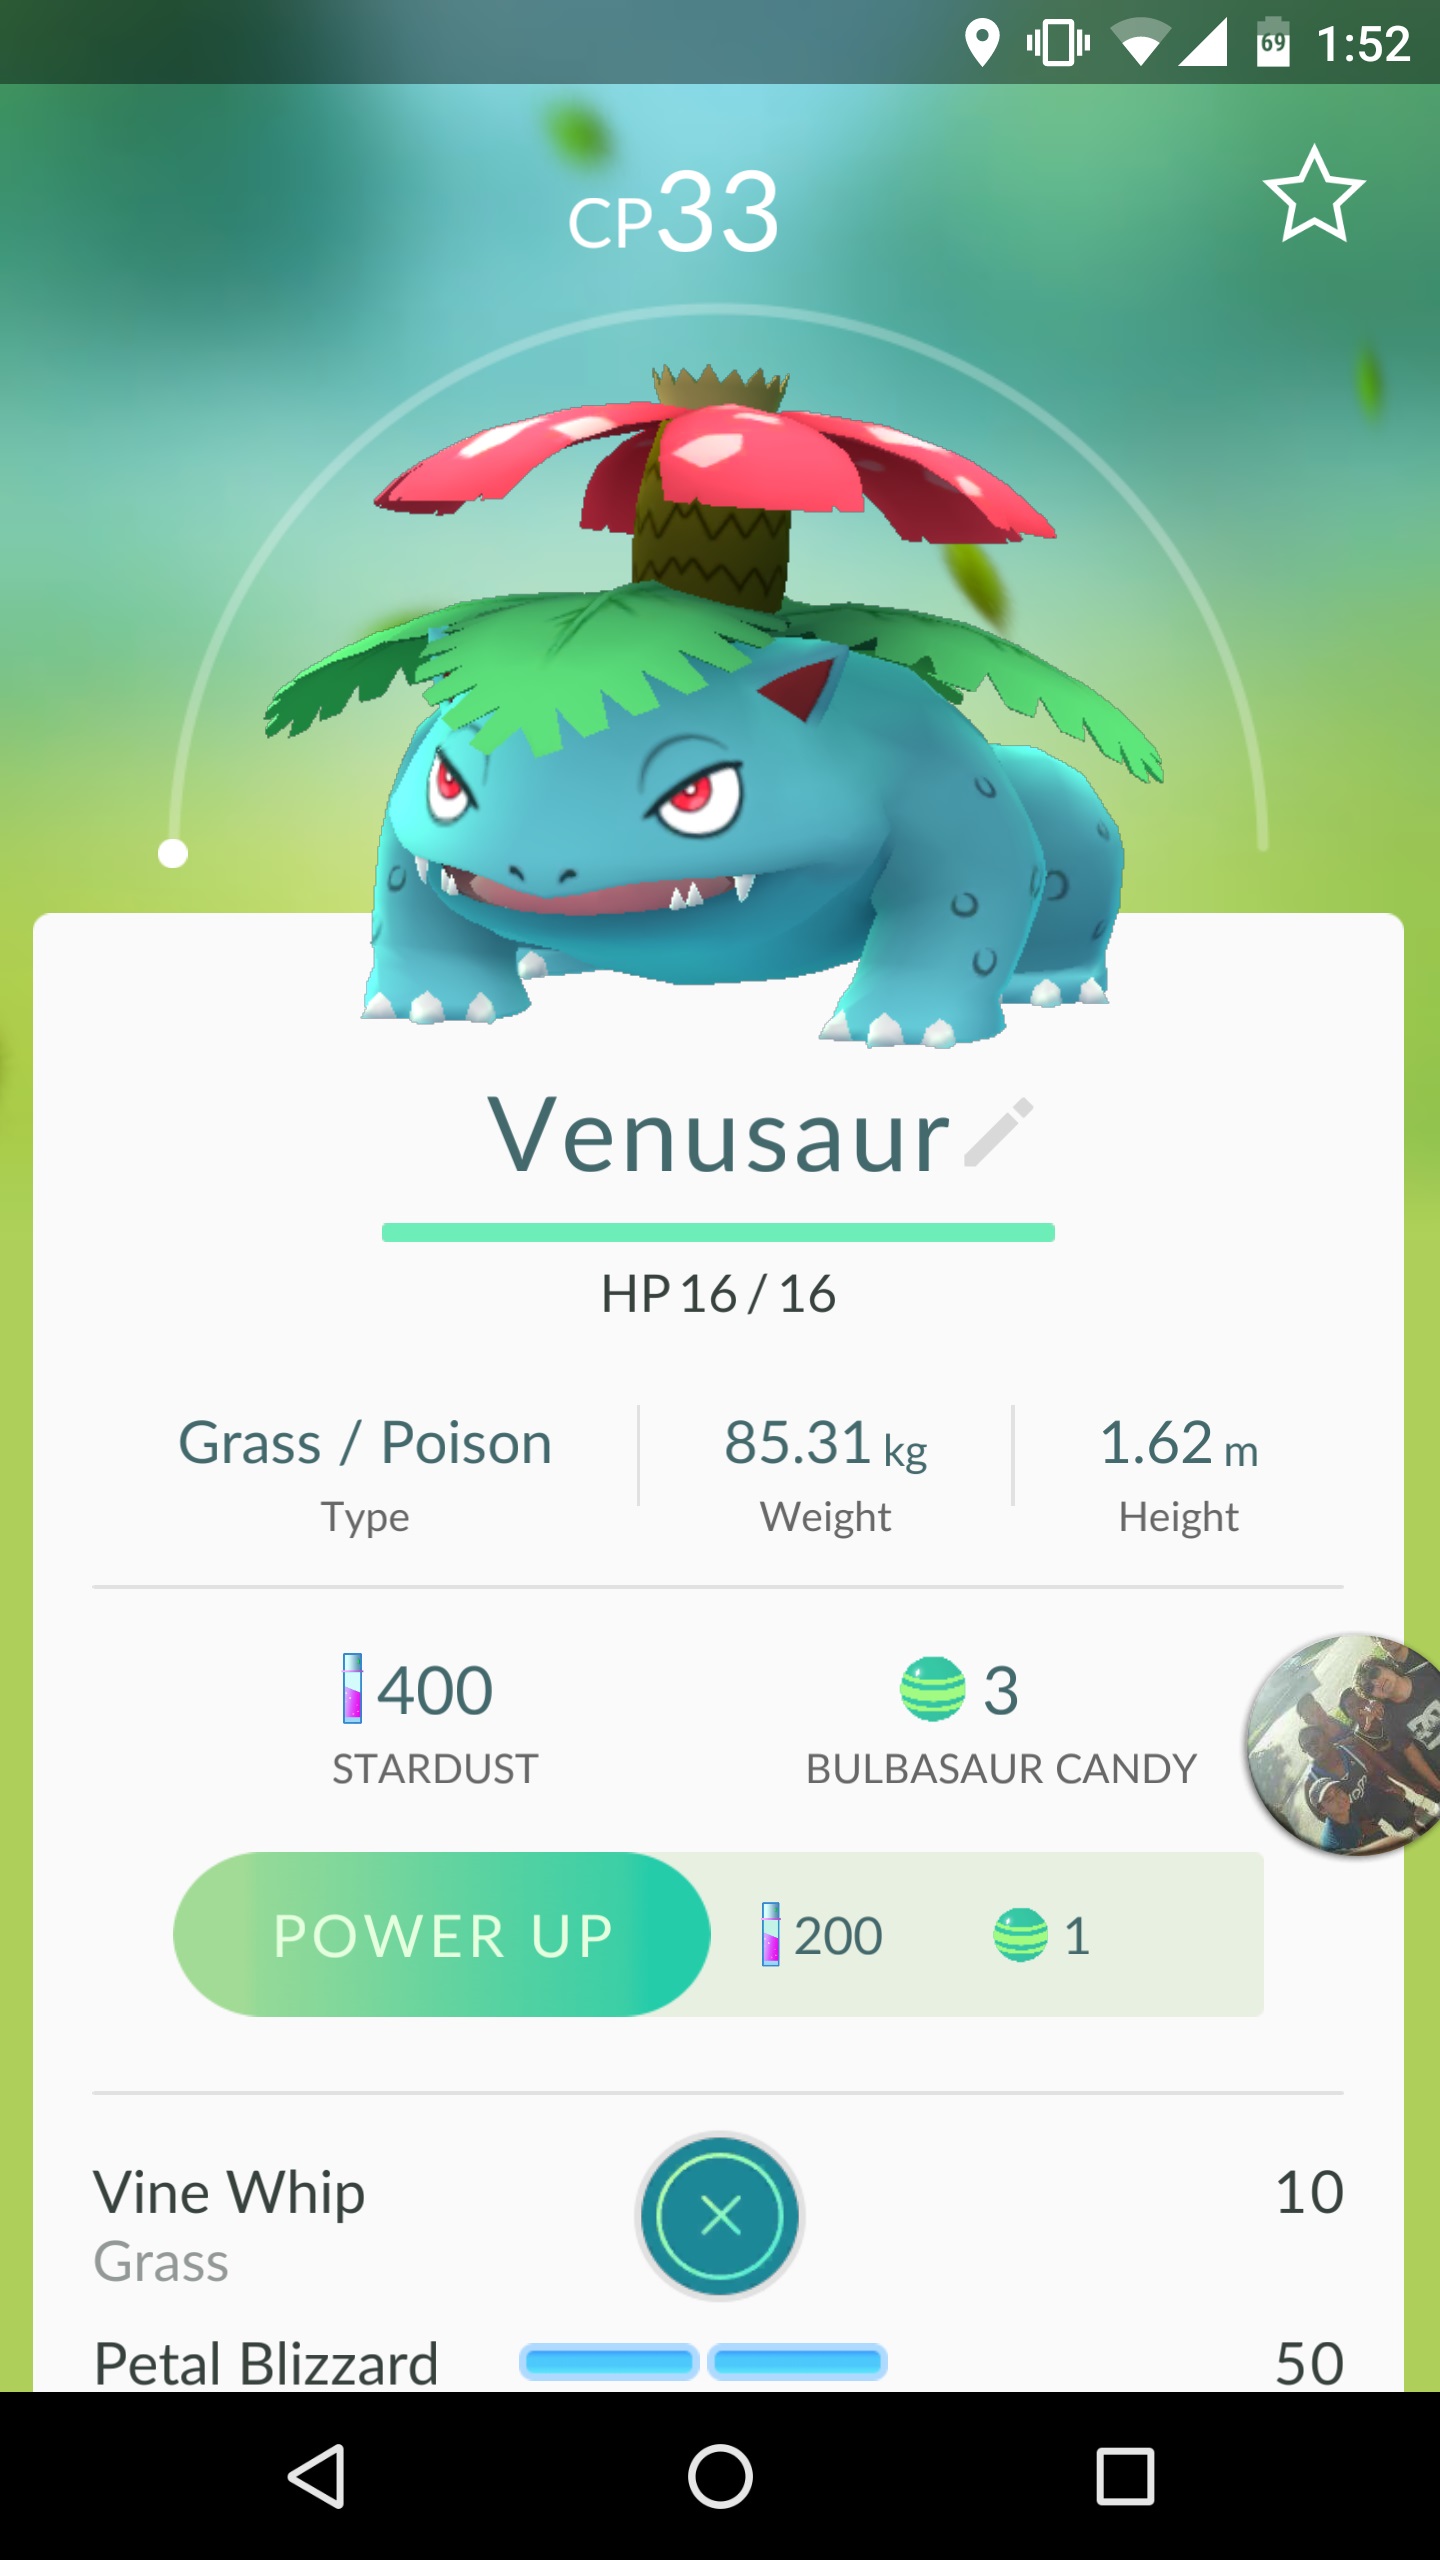 69 1:52
CP33
Venusaur
HP 16 / 16
Grass / Poison 85.31 kg 1.62 m
Type Weight Height
400 3
STARDUST BULBASAUR CANDY
POWER UP 200 1
Vine Whip 10
Grass
Petal Blizzard 50